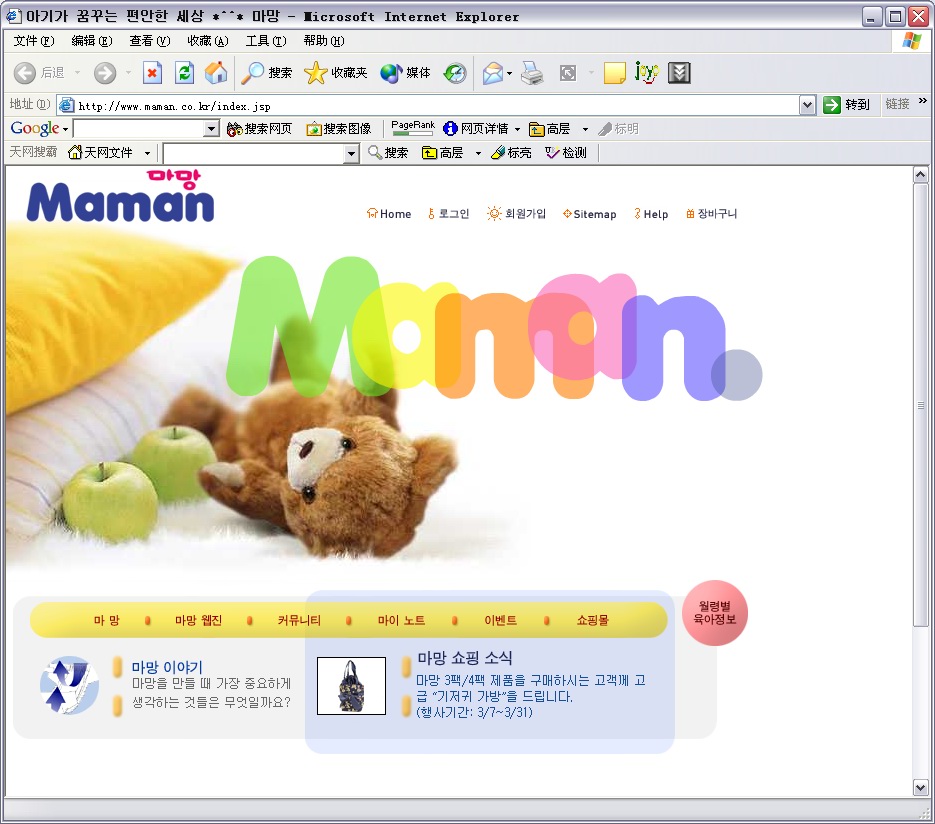 아기가 꿈꾸는 편안한 세상 *^^* 마망 - Microsoft Internet Explorer
文件(F) 编辑(E) 查看(V) 收藏(A) 工具(T) 帮助(H)
后退 搜索 收藏夹 媒体 joy
地址(D) http://www.maman.co.kr/index.jsp 转到 链接 »
Google 搜索网页 搜索图像 PageRank 网页详情 高层 标明
天网搜霸 天网文件 搜索 高层 标亮 检测
마망
Maman
Home 로그인 회원가입 Sitemap Help 장바구니
Maman.
월령별
육아정보
마 망 마망 웹진 커뮤니티 마이 노트 이벤트 쇼핑몰
마망 이야기
마망을 만들 때 가장 중요하게
생각하는 것들은 무엇일까요?
마망 쇼핑 소식
마망 3팩/4팩 제품을 구매하시는 고객께 고
급 “기저귀 가방”을 드립니다.
(행사기간: 3/7~3/31)